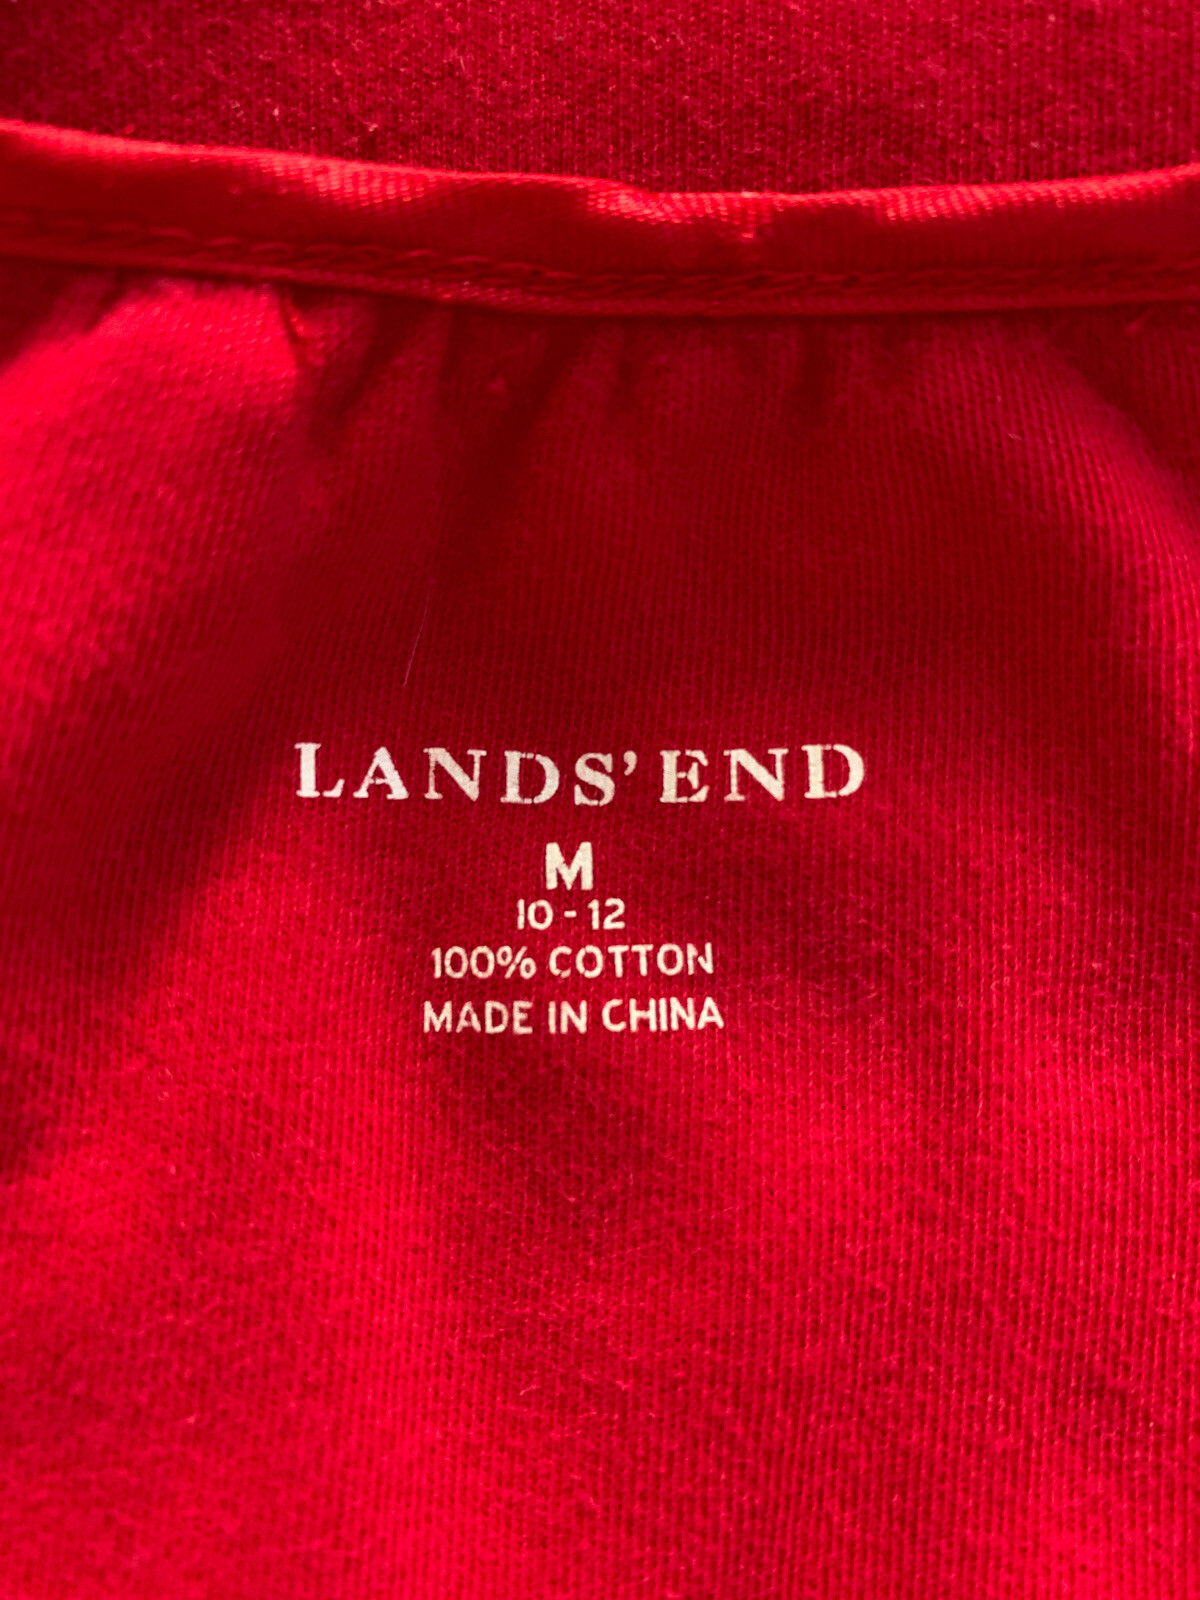 LANDS' END
M
10 - 12
100% COTTON
MADE IN CHINA